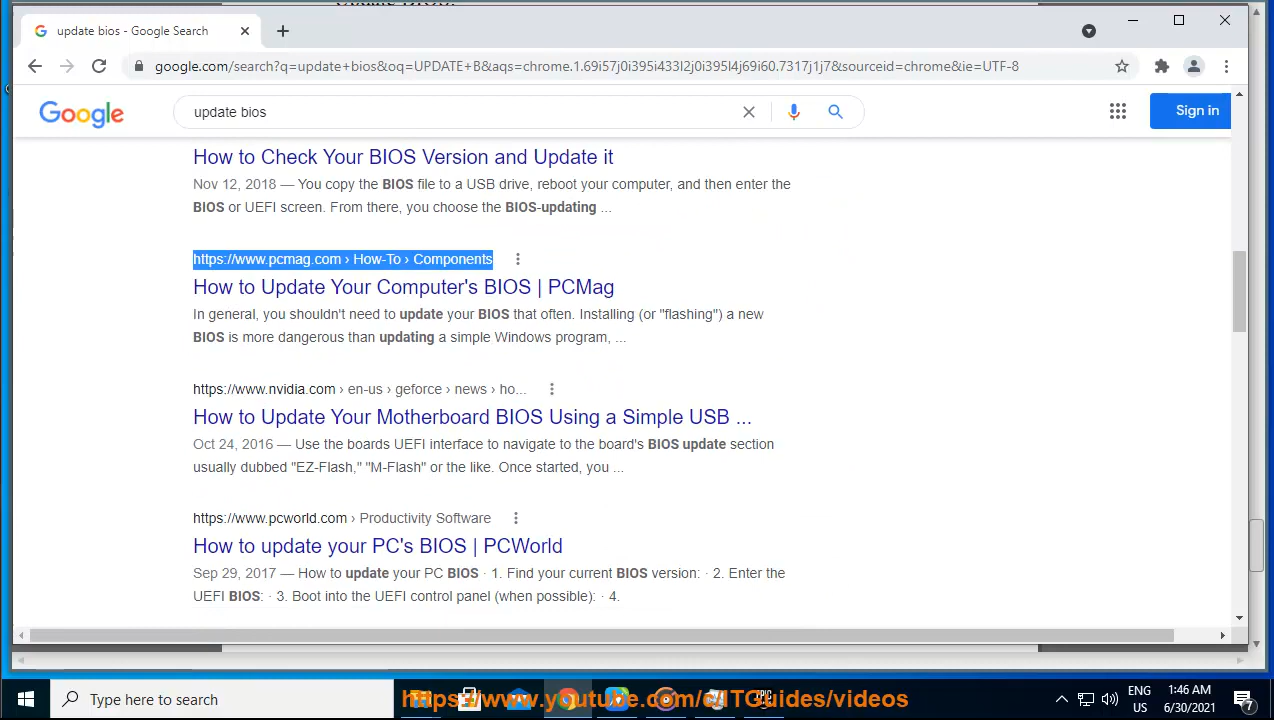 update bios - Google Search
google.com/search?q=update+bios&oq=UPDATE+B&aqs=chrome.1.69i57j0i395i433l2j0i395l4j69i60.7317j1j7&sourceid=chrome&ie=UTF-8
Google
update bios
Sign in
How to Check Your BIOS Version and Update it
Nov 12, 2018 — You copy the BIOS file to a USB drive, reboot your computer, and then enter the
BIOS or UEFI screen. From there, you choose the BIOS-updating ...
https://www.pcmag.com › How-To › Components
How to Update Your Computer's BIOS | PCMag
In general, you shouldn't need to update your BIOS that often. Installing (or "flashing") a new
BIOS is more dangerous than updating a simple Windows program, ...
https://www.nvidia.com › en-us › geforce › news › ho...
How to Update Your Motherboard BIOS Using a Simple USB ...
Oct 24, 2016 — Use the boards UEFI interface to navigate to the board's BIOS update section
usually dubbed "EZ-Flash," "M-Flash" or the like. Once started, you ...
https://www.pcworld.com › Productivity Software
How to update your PC's BIOS | PCWorld
Sep 29, 2017 — How to update your PC BIOS · 1. Find your current BIOS version: · 2. Enter the
UEFI BIOS: · 3. Boot into the UEFI control panel (when possible): · 4.
Type here to search
https://www.youtube.com/c/ITGuides/videos
ENG
US
1:46 AM
6/30/2021
7